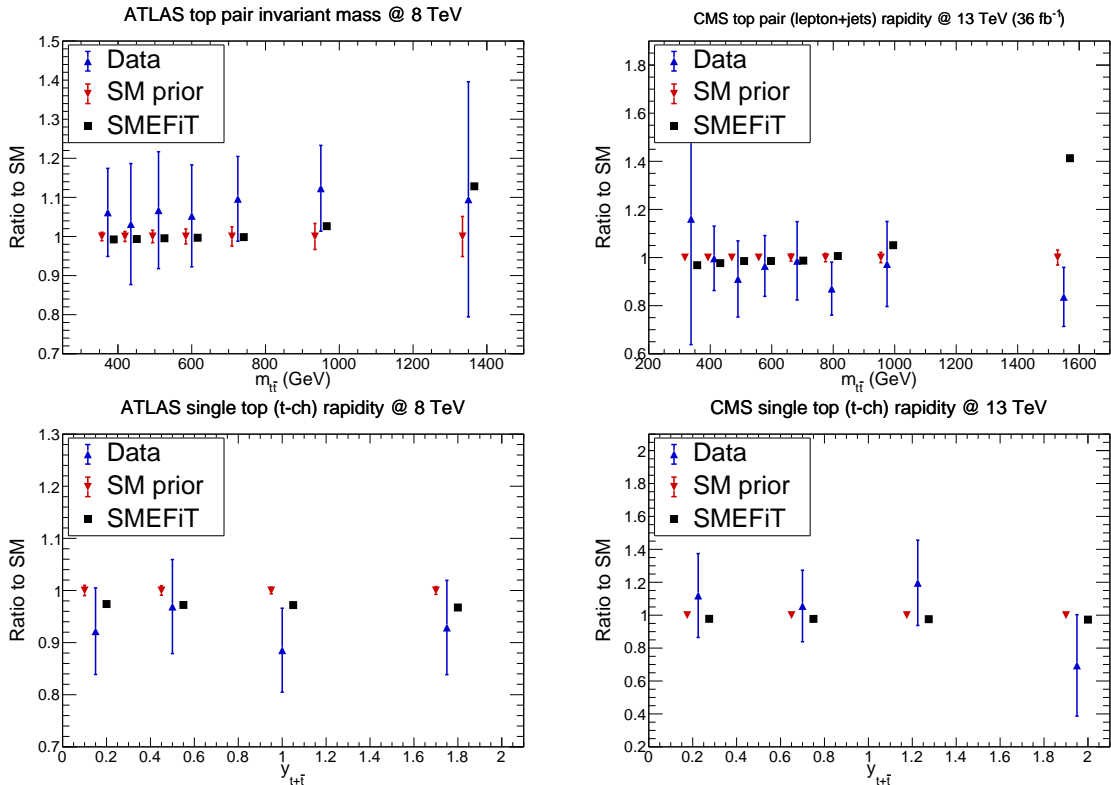 ATLAS top pair invariant mass @ 8 TeV
1.5
1.4
1.3
1.2
1.1
1
0.9
0.8
0.7
Ratio to SM
Data
SM prior
SMEFiT
400 600 800 1000 1200 1400
m_{tt̄} (GeV)
CMS top pair (lepton+jets) rapidity @ 13 TeV (36 fb⁻¹)
1.8
1.6
1.4
1.2
1
0.8
0.6
Ratio to SM
Data
SM prior
SMEFiT
200 400 600 800 1000 1200 1400 1600
m_{tt̄} (GeV)
ATLAS single top (t-ch) rapidity @ 8 TeV
1.3
1.2
1.1
1
0.9
0.8
0.7
Ratio to SM
Data
SM prior
SMEFiT
0 0.2 0.4 0.6 0.8 1 1.2 1.4 1.6 1.8 2
y_{t+t̄}
CMS single top (t-ch) rapidity @ 13 TeV
2
1.8
1.6
1.4
1.2
1
0.8
0.6
0.4
0.2
Ratio to SM
Data
SM prior
SMEFiT
0 0.2 0.4 0.6 0.8 1 1.2 1.4 1.6 1.8 2
y_{t+t̄}